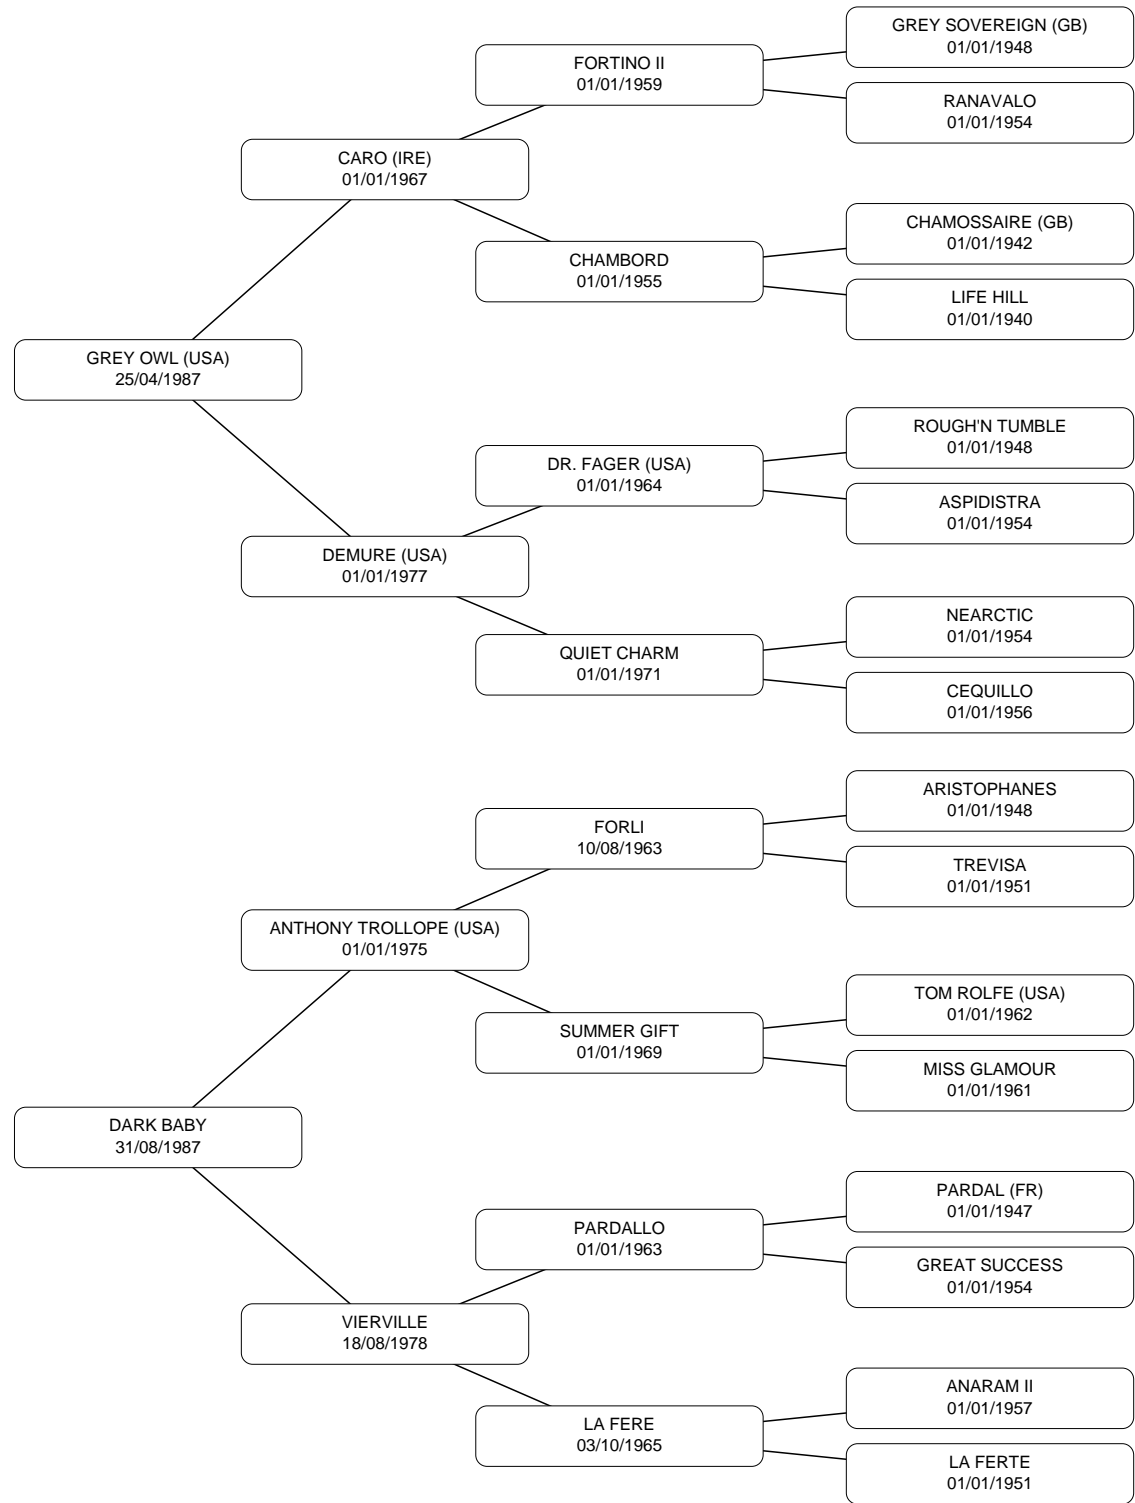 GREY SOVEREIGN (GB)
01/01/1948
FORTINO II
01/01/1959
RANAVALO
01/01/1954
CARO (IRE)
01/01/1967
CHAMOSSAIRE (GB)
01/01/1942
CHAMBORD
01/01/1955
LIFE HILL
01/01/1940
GREY OWL (USA)
25/04/1987
ROUGH'N TUMBLE
01/01/1948
DR. FAGER (USA)
01/01/1964
ASPIDISTRA
01/01/1954
DEMURE (USA)
01/01/1977
NEARCTIC
01/01/1954
QUIET CHARM
01/01/1971
CEQUILLO
01/01/1956
ARISTOPHANES
01/01/1948
FORLI
10/08/1963
TREVISA
01/01/1951
ANTHONY TROLLOPE (USA)
01/01/1975
TOM ROLFE (USA)
01/01/1962
SUMMER GIFT
01/01/1969
MISS GLAMOUR
01/01/1961
DARK BABY
31/08/1987
PARDAL (FR)
01/01/1947
PARDALLO
01/01/1963
GREAT SUCCESS
01/01/1954
VIERVILLE
18/08/1978
ANARAM II
01/01/1957
LA FERE
03/10/1965
LA FERTE
01/01/1951